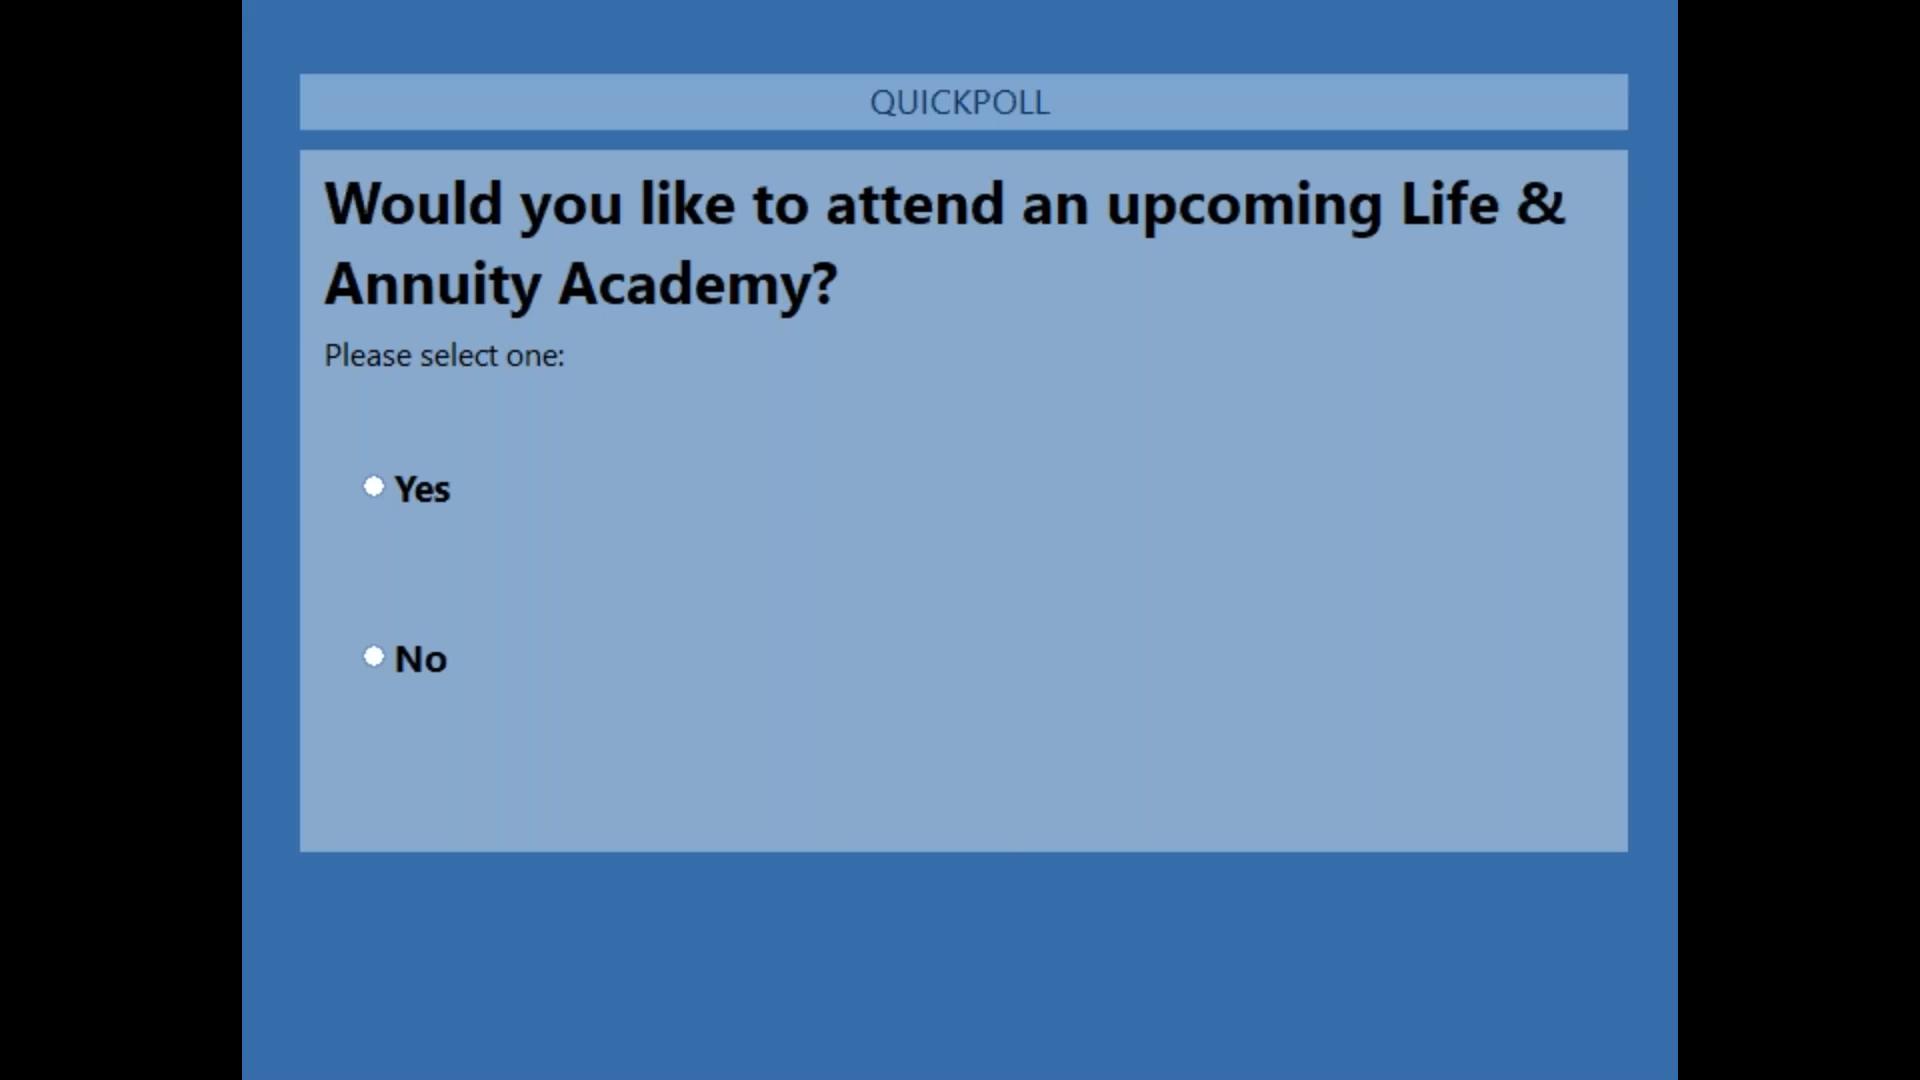 QUICKPOLL
Would you like to attend an upcoming Life &
Annuity Academy?
Please select one:
Yes
No